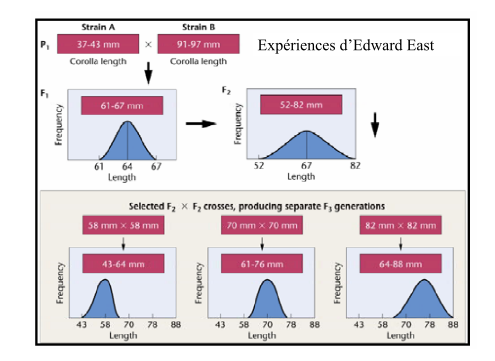 Strain A Strain B
P1 37-43 mm × 91-97 mm Expériences d’Edward East
Corolla length Corolla length
F1 F2
61-67 mm 52-82 mm
Frequency Frequency
61 64 67 52 67 82
Length Length
Selected F2 × F2 crosses, producing separate F3 generations
58 mm × 58 mm 70 mm × 70 mm 82 mm × 82 mm
43-64 mm 61-76 mm 64-88 mm
Frequency Frequency Frequency
43 58 70 78 88 43 58 70 78 88 43 58 70 78 88
Length Length Length